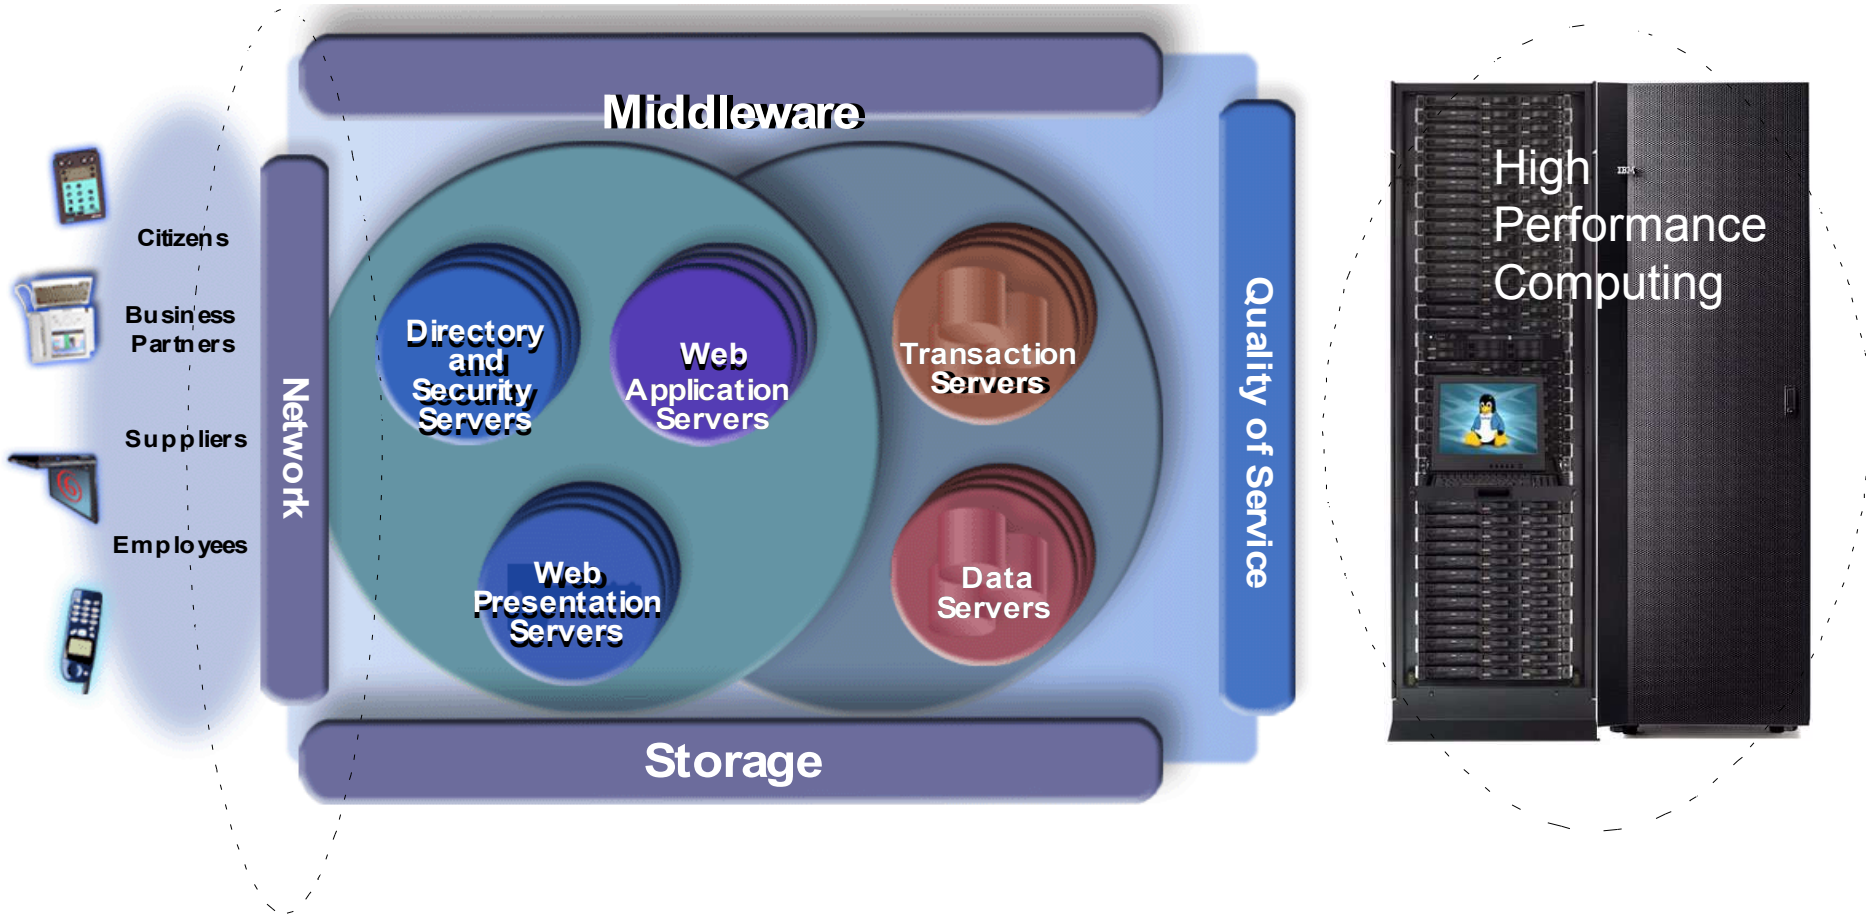 Middleware
Citizens
Business
Partners
Suppliers
Employees
Network
Directory
and
Security
Servers
Web
Application
Servers
Web
Presentation
Servers
Transaction
Servers
Data
Servers
Quality of Service
Storage
High
Performance
Computing
IBM